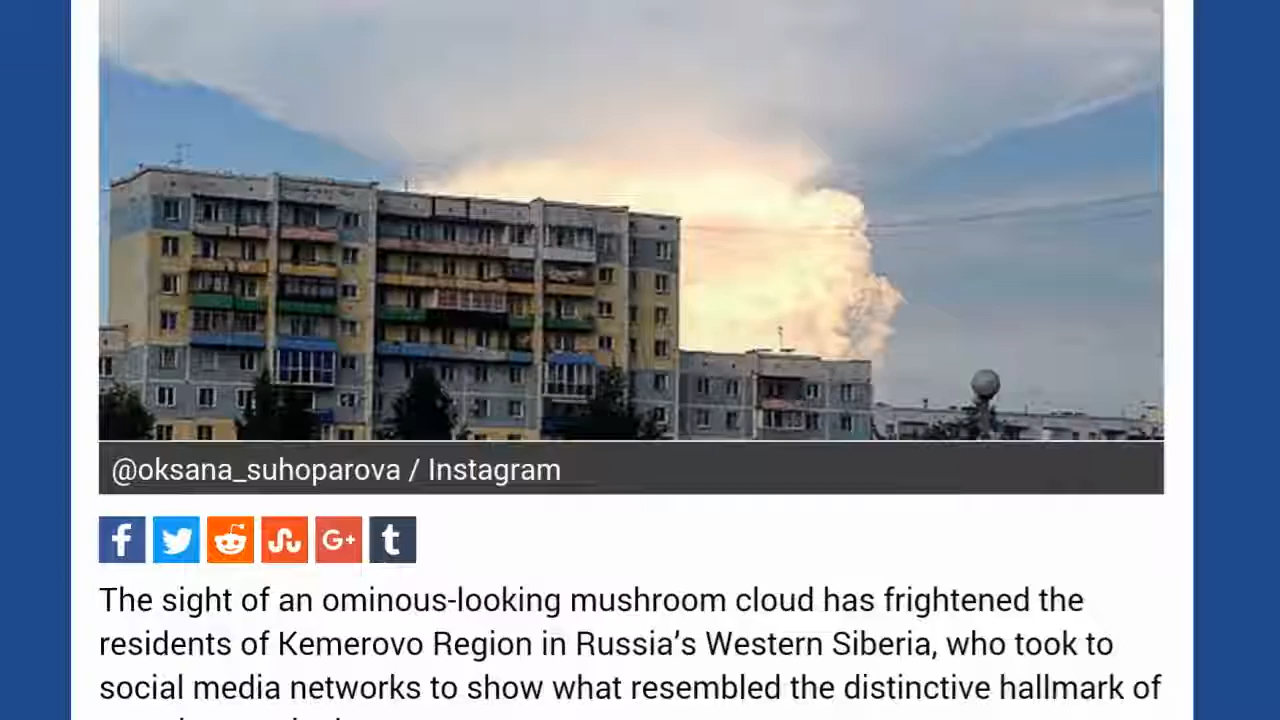 @oksana_suhoparova / Instagram
f G+ t
The sight of an ominous-looking mushroom cloud has frightened the
residents of Kemerovo Region in Russia's Western Siberia, who took to
social media networks to show what resembled the distinctive hallmark of